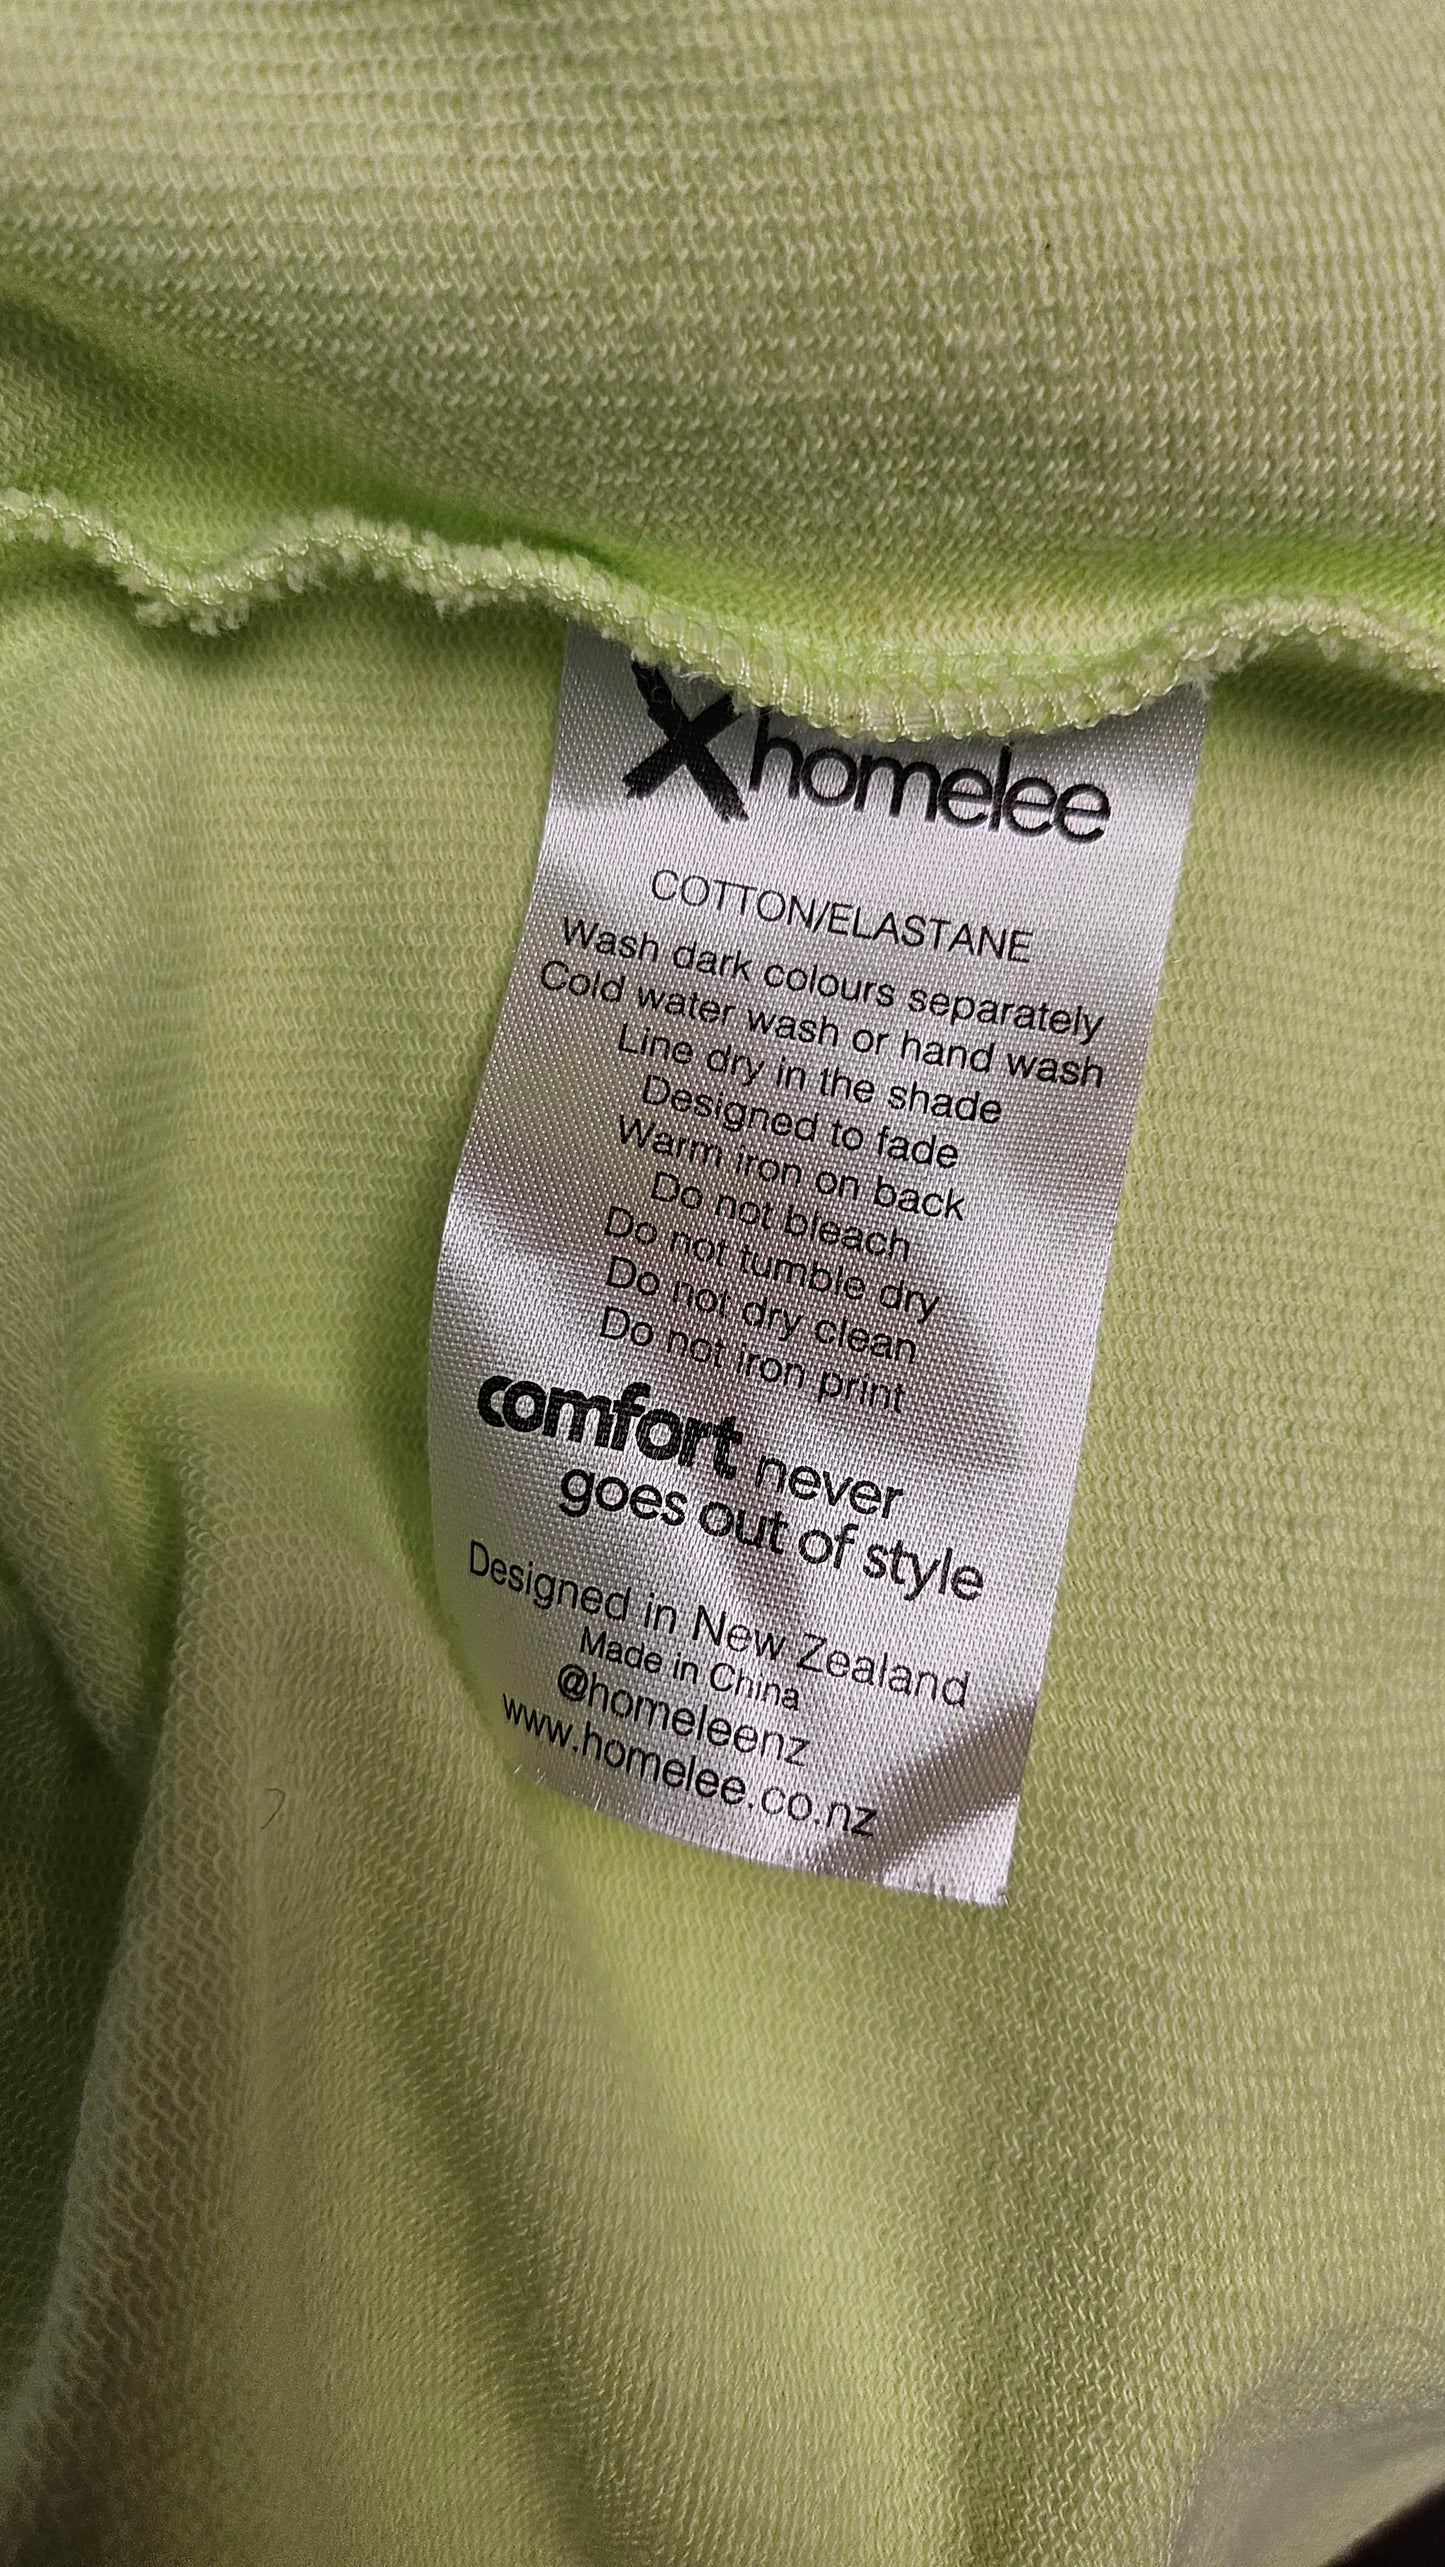 homelee
COTTON/ELASTANE
Wash dark colours separately
Cold water wash or hand wash
Line dry in the shade
Designed to fade
Warm iron on back
Do not bleach
Do not tumble dry
Do not dry clean
Do not iron print
comfort never
goes out of style
Designed in New Zealand
Made in China
@homeleenz
www.homelee.co.nz